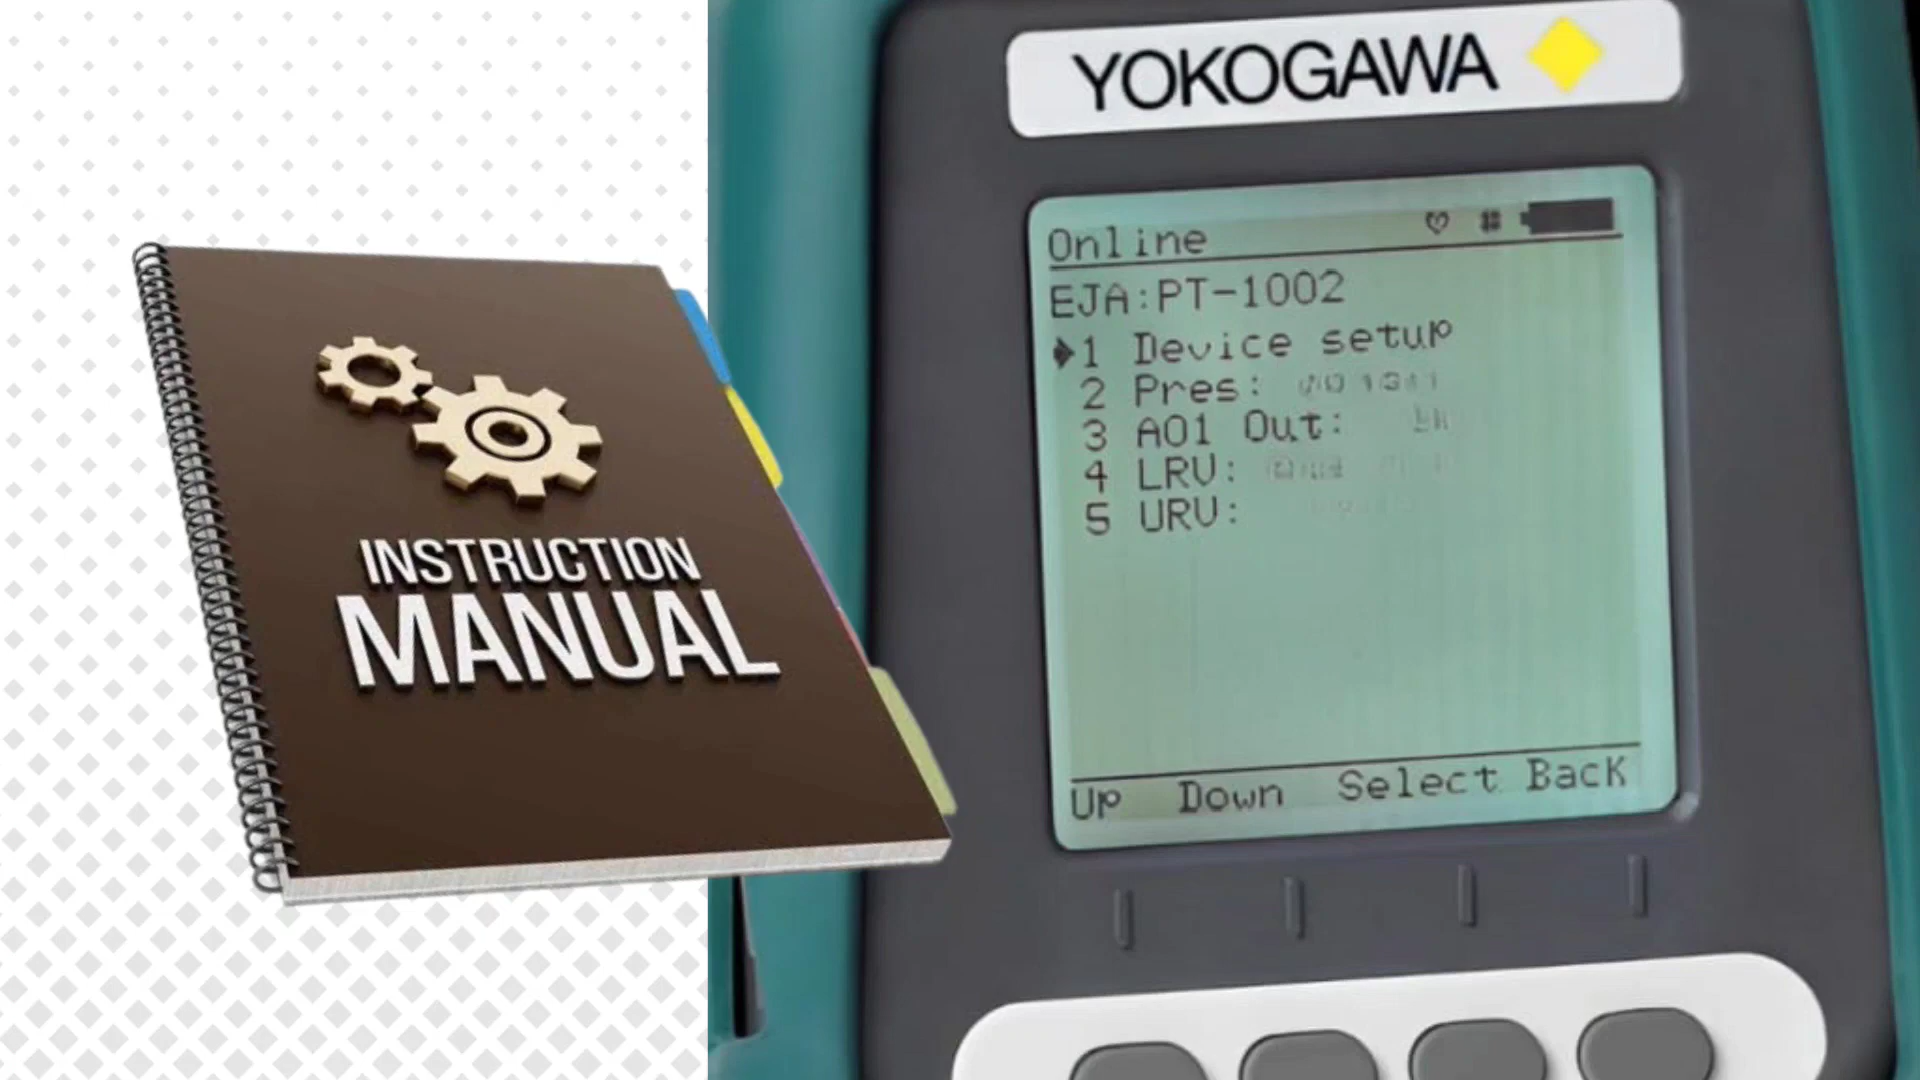 INSTRUCTION
MANUAL
YOKOGAWA
Online
EJA:PT-1002
1 Device setup
2 Pres:
3 AO1 Out:
4 LRV:
5 URV:
Up Down Select Back